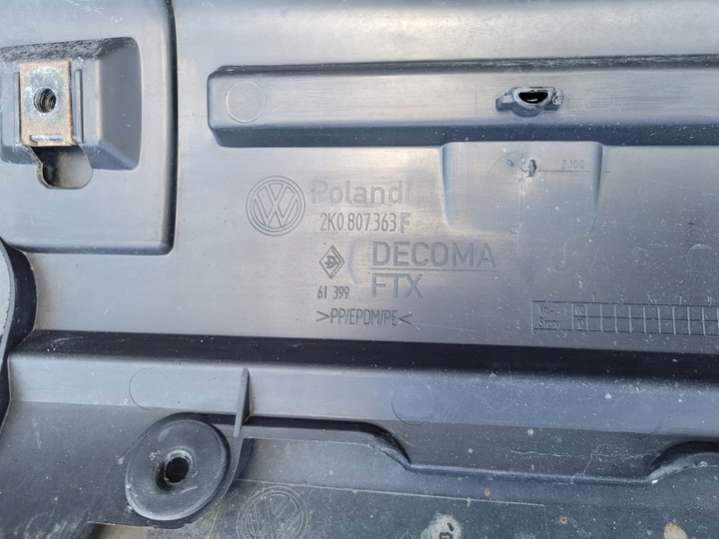 Poland
2K0 807 363 F
DECOMA
FTX
61 399
>PP/EPDM/PE<